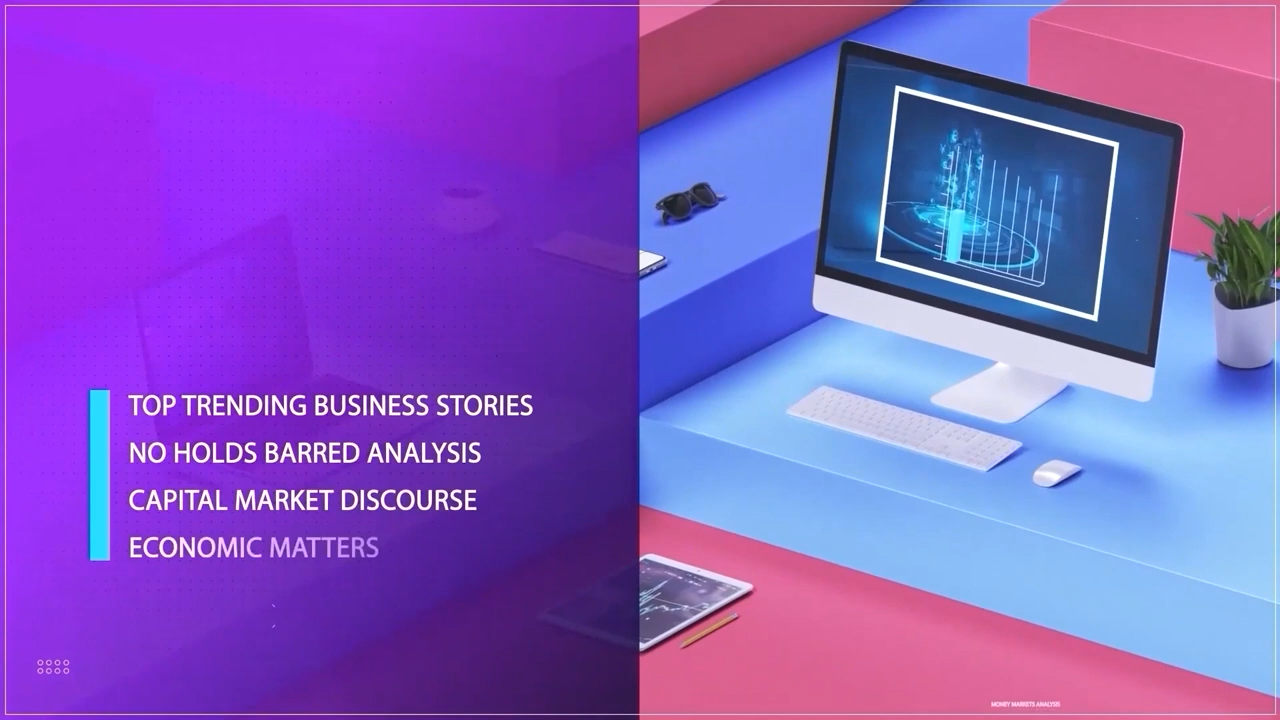 TOP TRENDING BUSINESS STORIES
NO HOLDS BARRED ANALYSIS
CAPITAL MARKET DISCOURSE
ECONOMIC MATTERS
MONEY MARKETS ANALYSIS